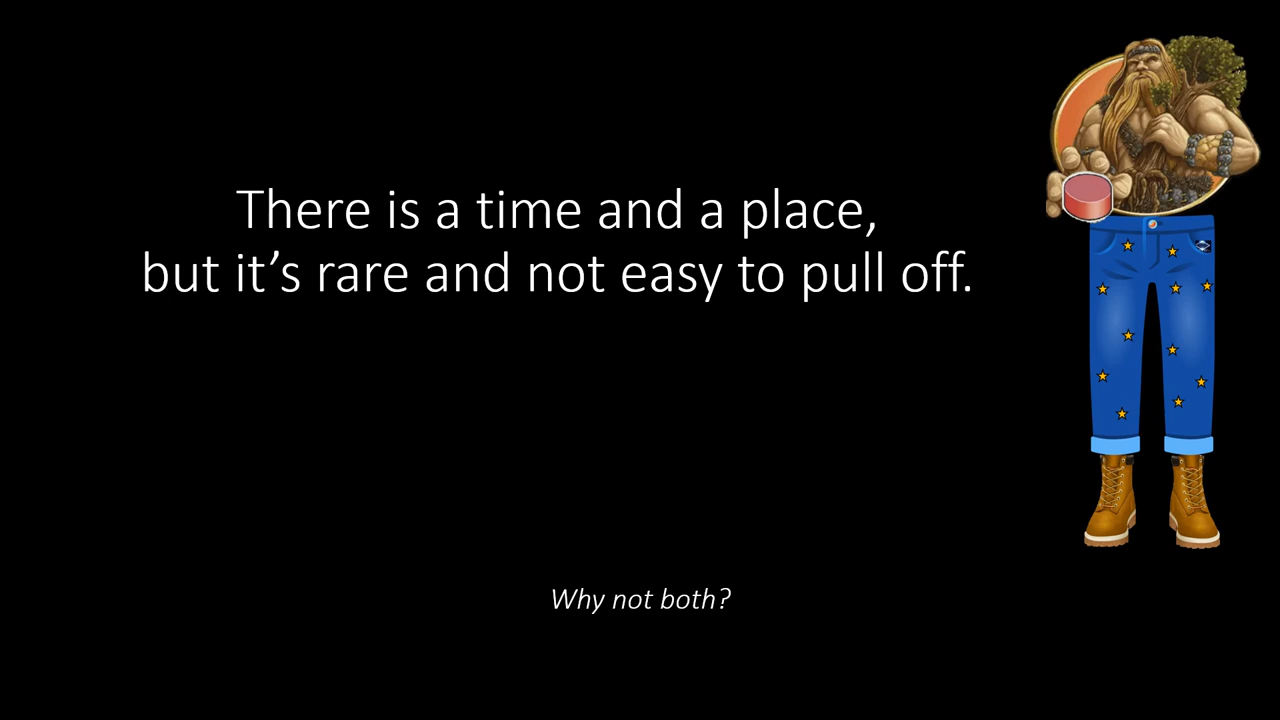 There is a time and a place,
but it’s rare and not easy to pull off.
Why not both?